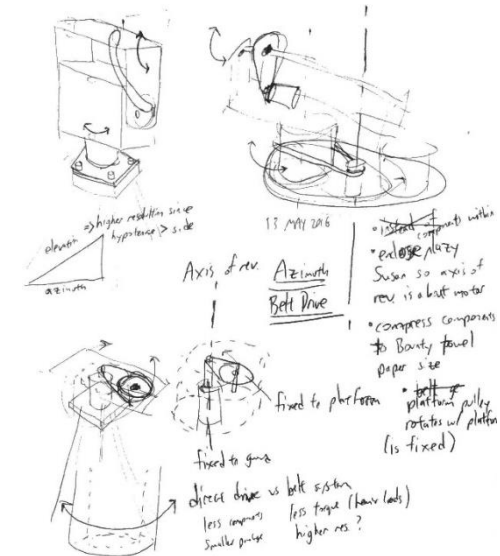 => higher resolution since
hypotenuse > side
elevation
azimuth
13 MAY 2016
Axis of rev.
Azimuth
Belt Drive
• instead of components within
• enlarge lazy
Susan so axis of
rev. is about motor
• compress components
to Bounty towel
paper size
• belt
platform pulley
rotates w/ platform
(is fixed)
fixed to platform
fixed to
direct drive vs belt system
less components
smaller
less torque (heavier loads)
higher res.?